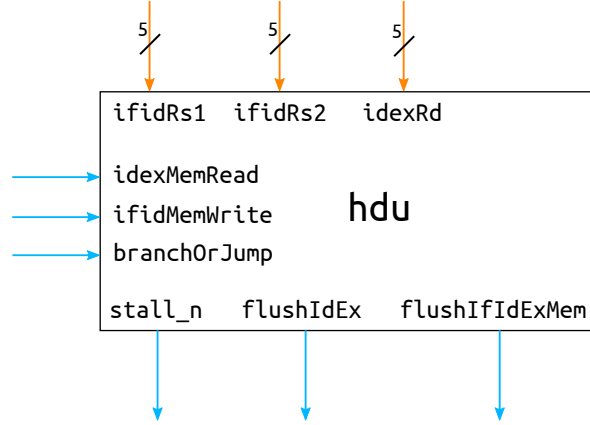 5 5 5
ifidRs1 ifidRs2 idexRd
idexMemRead
ifidMemWrite
branchOrJump
hdu
stall_n flushIdEx flushIfIdExMem